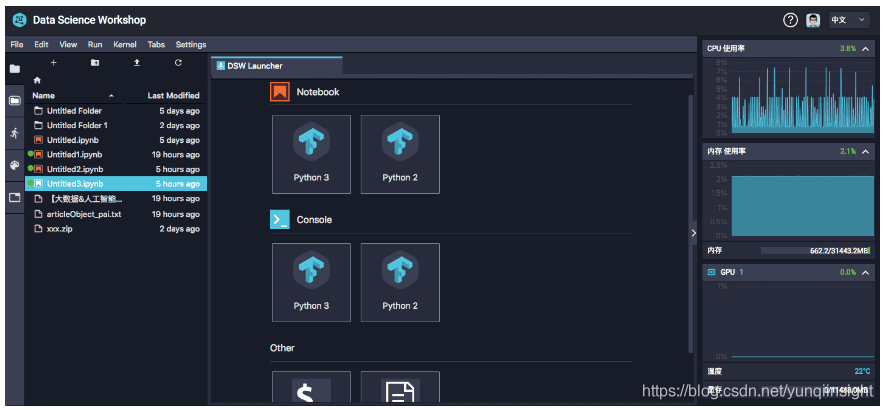 Data Science Workshop
中文
File Edit View Run Kernel Tabs Settings
Name Last Modified
Untitled Folder 5 days ago
Untitled Folder 1 2 days ago
Untitled.ipynb 5 days ago
Untitled1.ipynb 19 hours ago
Untitled2.ipynb 5 hours ago
Untitled3.ipynb 5 hours ago
【大数据&人工智能... 19 hours ago
articleObject_pai.txt 19 hours ago
xxx.zip 2 days ago
DSW Launcher
Notebook
Python 3 Python 2
Console
Python 3 Python 2
Other
CPU 使用率 3.8%
8%
7%
6%
5%
4%
3%
2%
1%
0%
内存 使用率 2.1%
2.5%
2%
1.5%
1%
0.5%
0%
内存 662.2/31443.2MB
GPU 1 0.0%
1%
0%
温度 22°C
https://blog.csdn.net/yunqiinsight